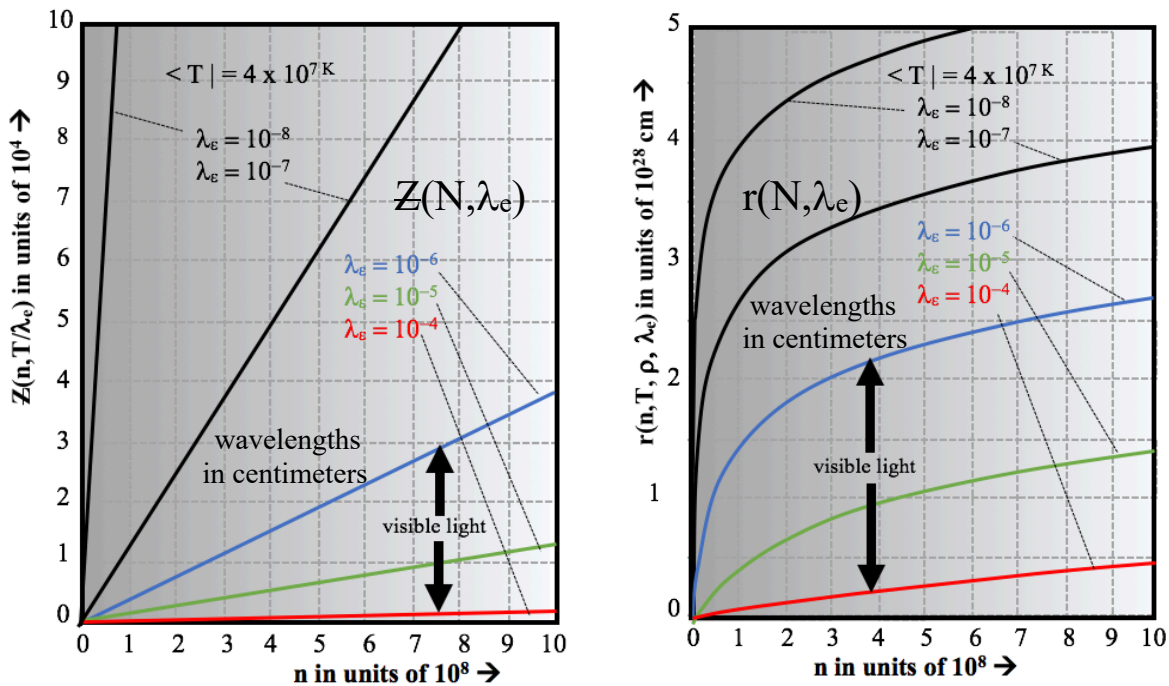 Ƶ(n,T/λₑ) in units of 10⁴ →
10
9
8
7
6
5
4
3
2
1
0
< T | = 4 x 10⁷ ᴷ
λε = 10⁻⁸
λε = 10⁻⁷
Ƶ(N,λₑ)
λε = 10⁻⁶
λε = 10⁻⁵
λε = 10⁻⁴
wavelengths
in centimeters
visible light
0 1 2 3 4 5 6 7 8 9 10
n in units of 10⁸ →
r(n,T, ρ, λₑ) in units of 10²⁸ cm →
5
4
3
2
1
0
< T | = 4 x 10⁷ ᴷ
λε = 10⁻⁸
λε = 10⁻⁷
r(N,λₑ)
λε = 10⁻⁶
λε = 10⁻⁵
λε = 10⁻⁴
wavelengths
in centimeters
visible light
0 1 2 3 4 5 6 7 8 9 10
n in units of 10⁸ →